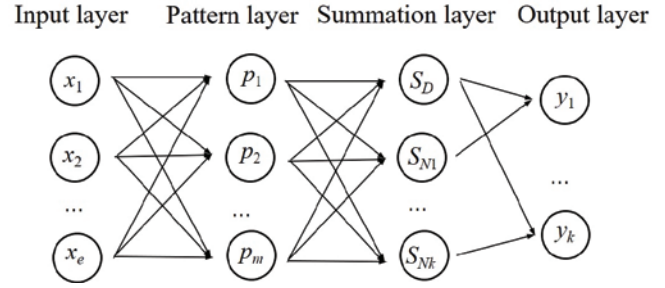 Input layer Pattern layer Summation layer Output layer
x1 p1 SD y1
x2 p2 SN1
... ... ... ...
xe pm SNk yk